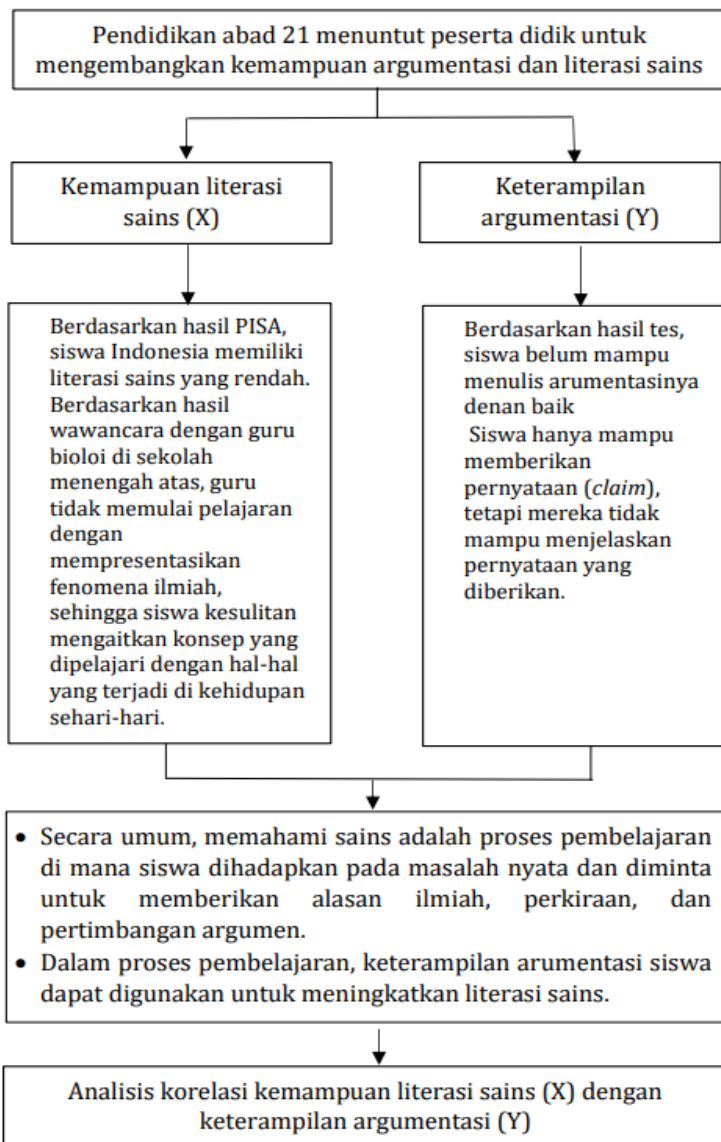 Pendidikan abad 21 menuntut peserta didik untuk
mengembangkan kemampuan argumentasi dan literasi sains
Kemampuan literasi
sains (X)
Keterampilan
argumentasi (Y)
Berdasarkan hasil PISA,
siswa Indonesia memiliki
literasi sains yang rendah.
Berdasarkan hasil
wawancara dengan guru
bioloi di sekolah
menengah atas, guru
tidak memulai pelajaran
dengan
mempresentasikan
fenomena ilmiah,
sehingga siswa kesulitan
mengaitkan konsep yang
dipelajari dengan hal-hal
yang terjadi di kehidupan
sehari-hari.
Berdasarkan hasil tes,
siswa belum mampu
menulis arumentasinya
denan baik
Siswa hanya mampu
memberikan
pernyataan (claim),
tetapi mereka tidak
mampu menjelaskan
pernyataan yang
diberikan.
• Secara umum, memahami sains adalah proses pembelajaran
di mana siswa dihadapkan pada masalah nyata dan diminta
untuk memberikan alasan ilmiah, perkiraan, dan
pertimbangan argumen.
• Dalam proses pembelajaran, keterampilan arumentasi siswa
dapat digunakan untuk meningkatkan literasi sains.
Analisis korelasi kemampuan literasi sains (X) dengan
keterampilan argumentasi (Y)